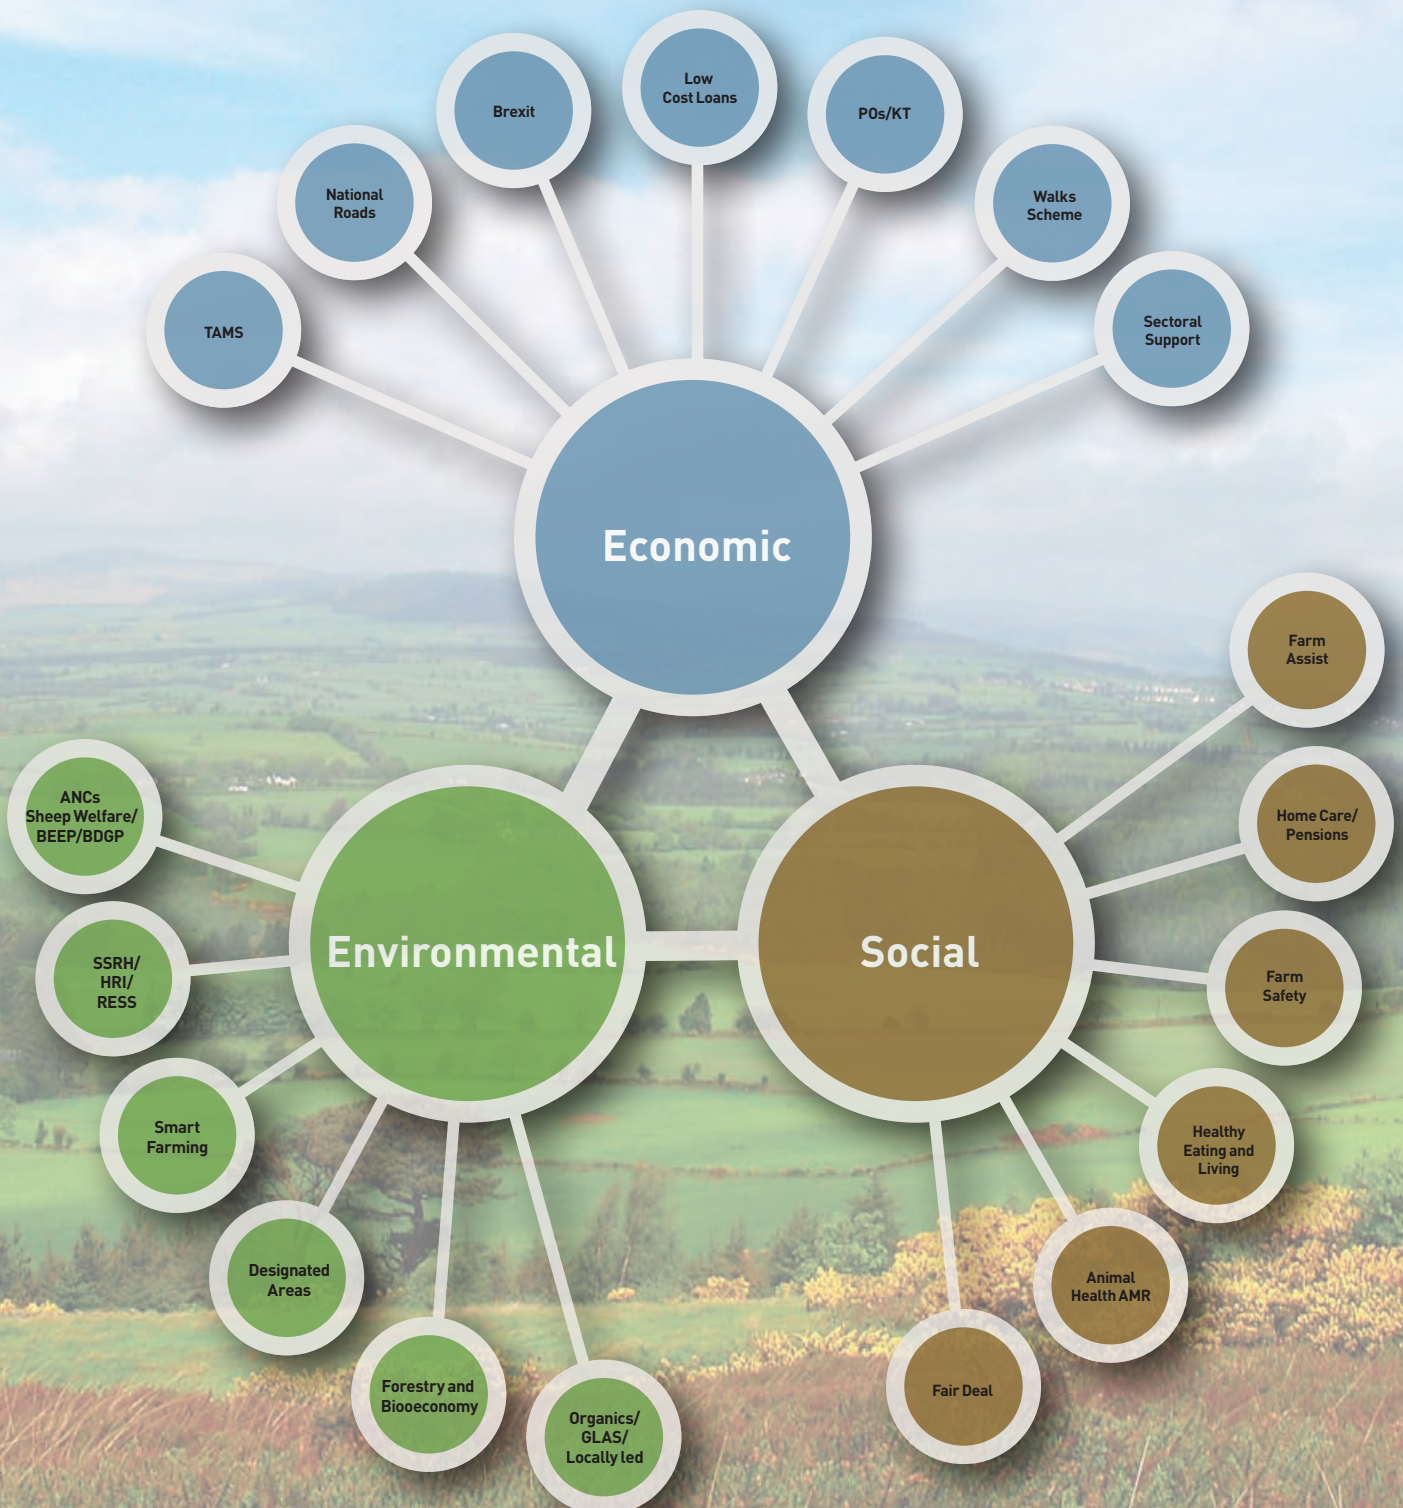 Low
Cost Loans
Brexit
POs/KT
National
Roads
Walks
Scheme
TAMS
Sectoral
Support
Economic
Farm
Assist
ANCs
Sheep Welfare/
BEEP/BDGP
Home Care/
Pensions
Environmental
Social
SSRH/
HRI/
RESS
Farm
Safety
Smart
Farming
Healthy
Eating and
Living
Designated
Areas
Animal
Health AMR
Forestry and
Biooeconomy
Fair Deal
Organics/
GLAS/
Locally led